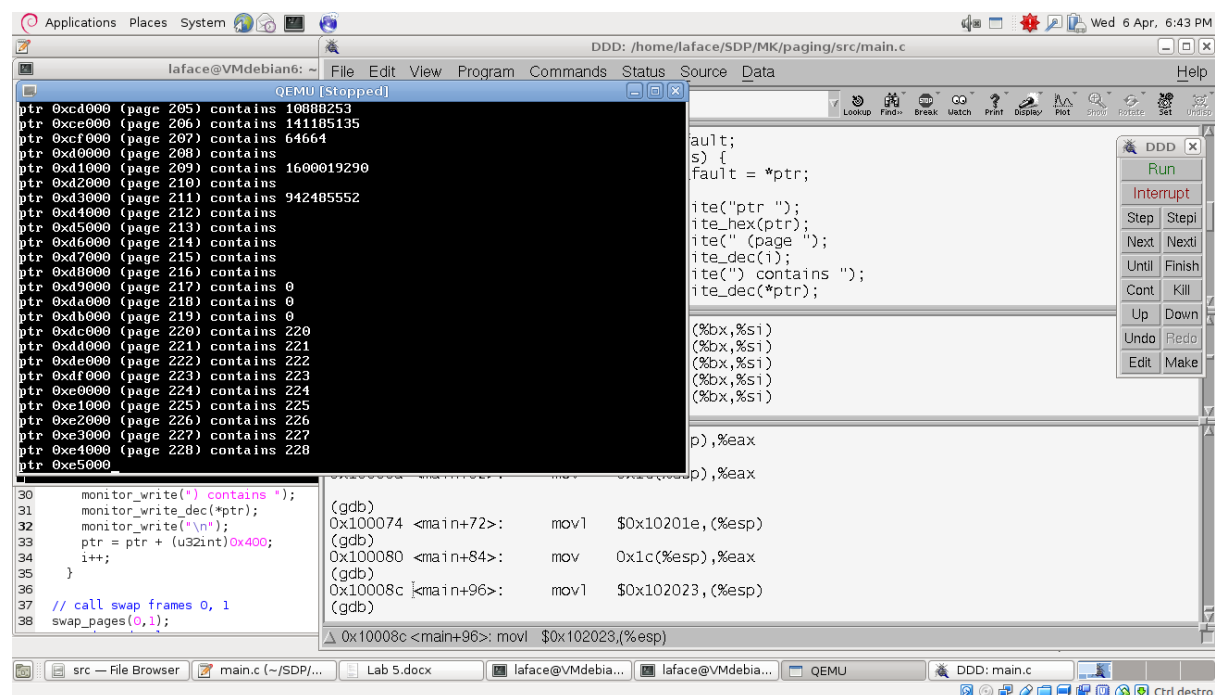 Applications Places System Wed 6 Apr, 6:43 PM
DDD: /home/laface/SDP/MK/paging/src/main.c
laface@VMdebian6: ~
File Edit View Program Commands Status Source Data Help
QEMU [Stopped]
Lookup Find» Break Watch Print Display Plot Show Rotate Set Undisp
ptr 0xcd000 (page 205) contains 10888253
ptr 0xce000 (page 206) contains 141185135
ptr 0xcf000 (page 207) contains 64664
ptr 0xd0000 (page 208) contains
ptr 0xd1000 (page 209) contains 1600019290
ptr 0xd2000 (page 210) contains
ptr 0xd3000 (page 211) contains 942485552
ptr 0xd4000 (page 212) contains
ptr 0xd5000 (page 213) contains
ptr 0xd6000 (page 214) contains
ptr 0xd7000 (page 215) contains
ptr 0xd8000 (page 216) contains
ptr 0xd9000 (page 217) contains 0
ptr 0xda000 (page 218) contains 0
ptr 0xdb000 (page 219) contains 0
ptr 0xdc000 (page 220) contains 220
ptr 0xdd000 (page 221) contains 221
ptr 0xde000 (page 222) contains 222
ptr 0xdf000 (page 223) contains 223
ptr 0xe0000 (page 224) contains 224
ptr 0xe1000 (page 225) contains 225
ptr 0xe2000 (page 226) contains 226
ptr 0xe3000 (page 227) contains 227
ptr 0xe4000 (page 228) contains 228
ptr 0xe5000_
ault;
s) {
fault = *ptr;
ite("ptr ");
ite_hex(ptr);
ite(" (page ");
ite_dec(i);
ite(") contains ");
ite_dec(*ptr);
(%bx,%si)
(%bx,%si)
(%bx,%si)
(%bx,%si)
(%bx,%si)
p),%eax
p),%eax
(gdb)
0x100074 <main+72>: movl $0x10201e,(%esp)
(gdb)
0x100080 <main+84>: mov 0x1c(%esp),%eax
(gdb)
0x10008c <main+96>: movl $0x102023,(%esp)
(gdb)
0x10008c <main+96>: movl $0x102023,(%esp)
DDD
Run
Interrupt
Step Stepi
Next Nexti
Until Finish
Cont Kill
Up Down
Undo Redo
Edit Make
30 monitor_write(") contains ");
31 monitor_write_dec(*ptr);
32 monitor_write("\n");
33 ptr = ptr + (u32int)0x400;
34 i++;
35 }
36
37 // call swap frames 0, 1
38 swap_pages(0,1);
src — File Browser main.c (~/SDP/... Lab 5.docx laface@VMdebia... laface@VMdebia... QEMU DDD: main.c
Ctrl destro